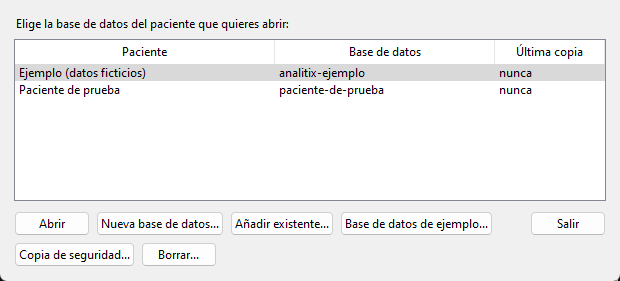 Elige la base de datos del paciente que quieres abrir:
Paciente Base de datos Última copia
Ejemplo (datos ficticios) analitix-ejemplo nunca
Paciente de prueba paciente-de-prueba nunca
Abrir Nueva base de datos... Añadir existente... Base de datos de ejemplo... Salir
Copia de seguridad... Borrar...